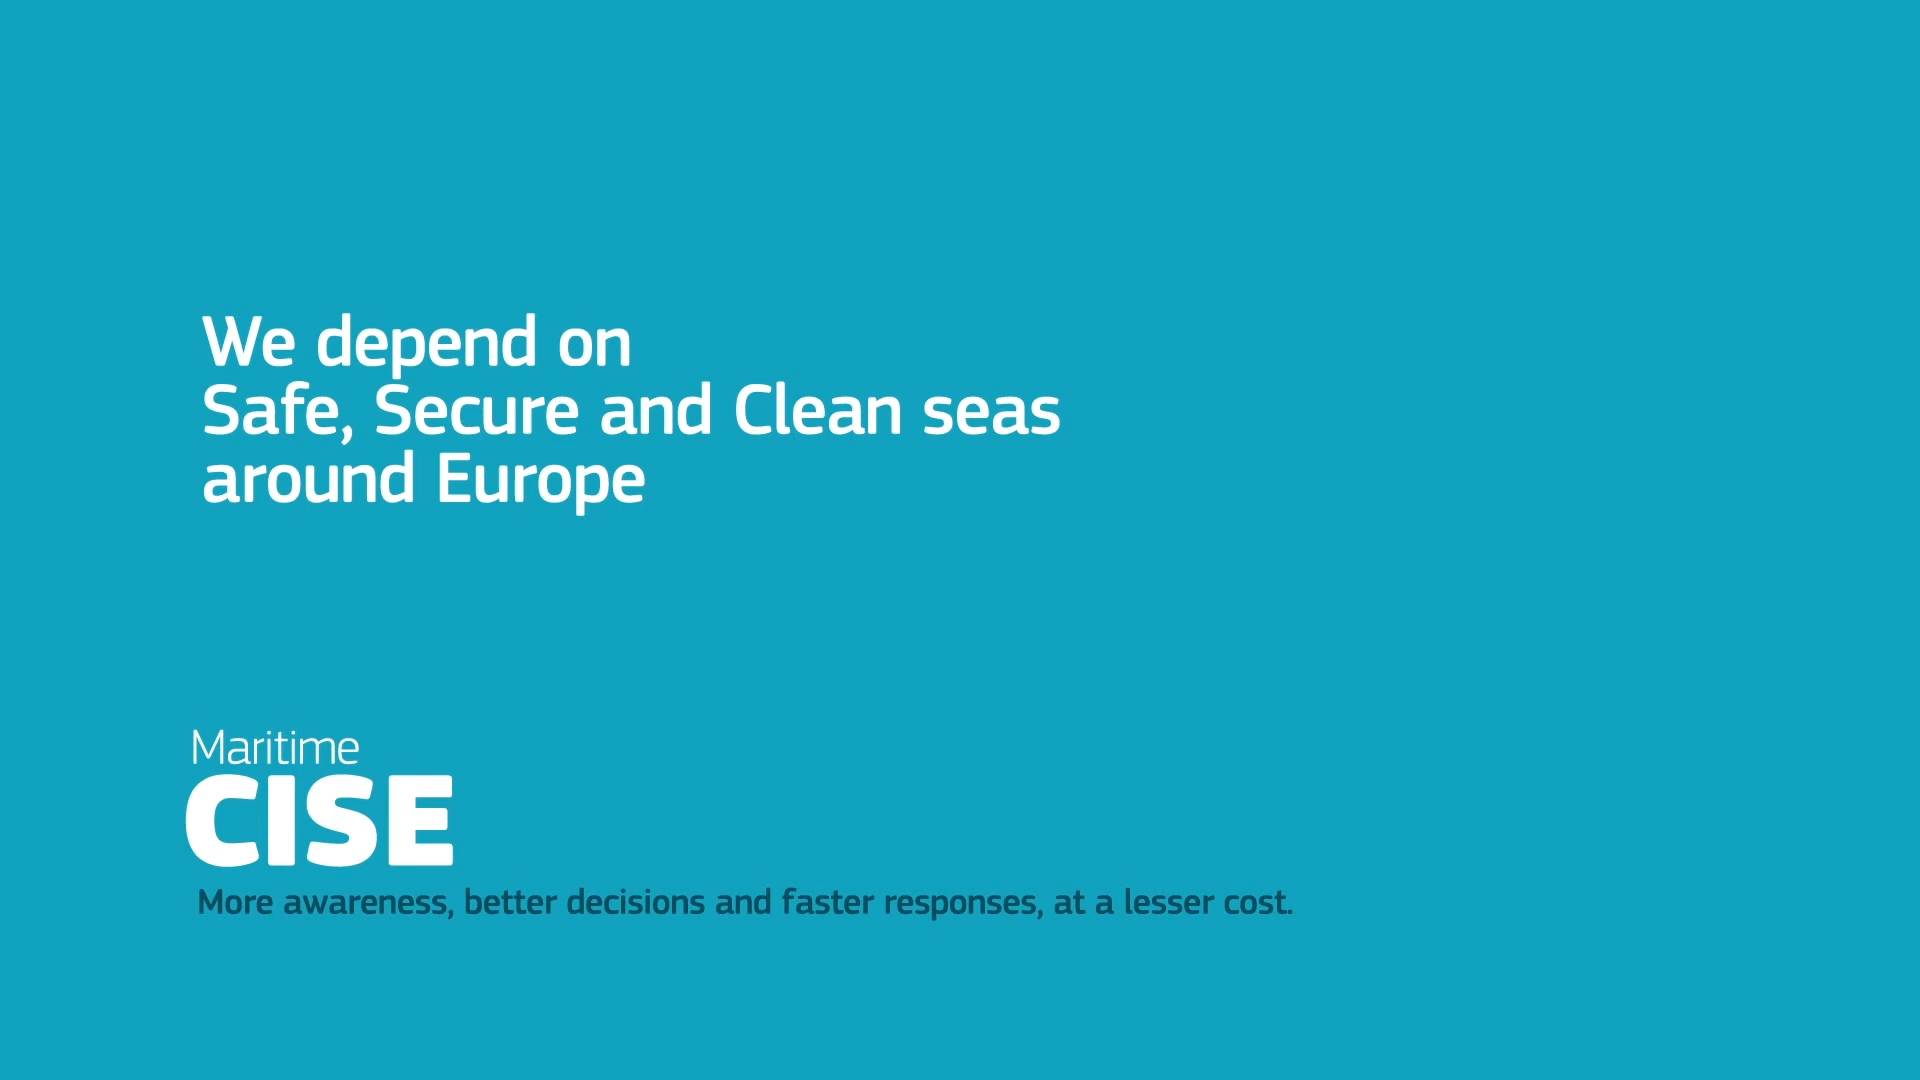 We depend on
Safe, Secure and Clean seas
around Europe
Maritime
CISE
More awareness, better decisions and faster responses, at a lesser cost.